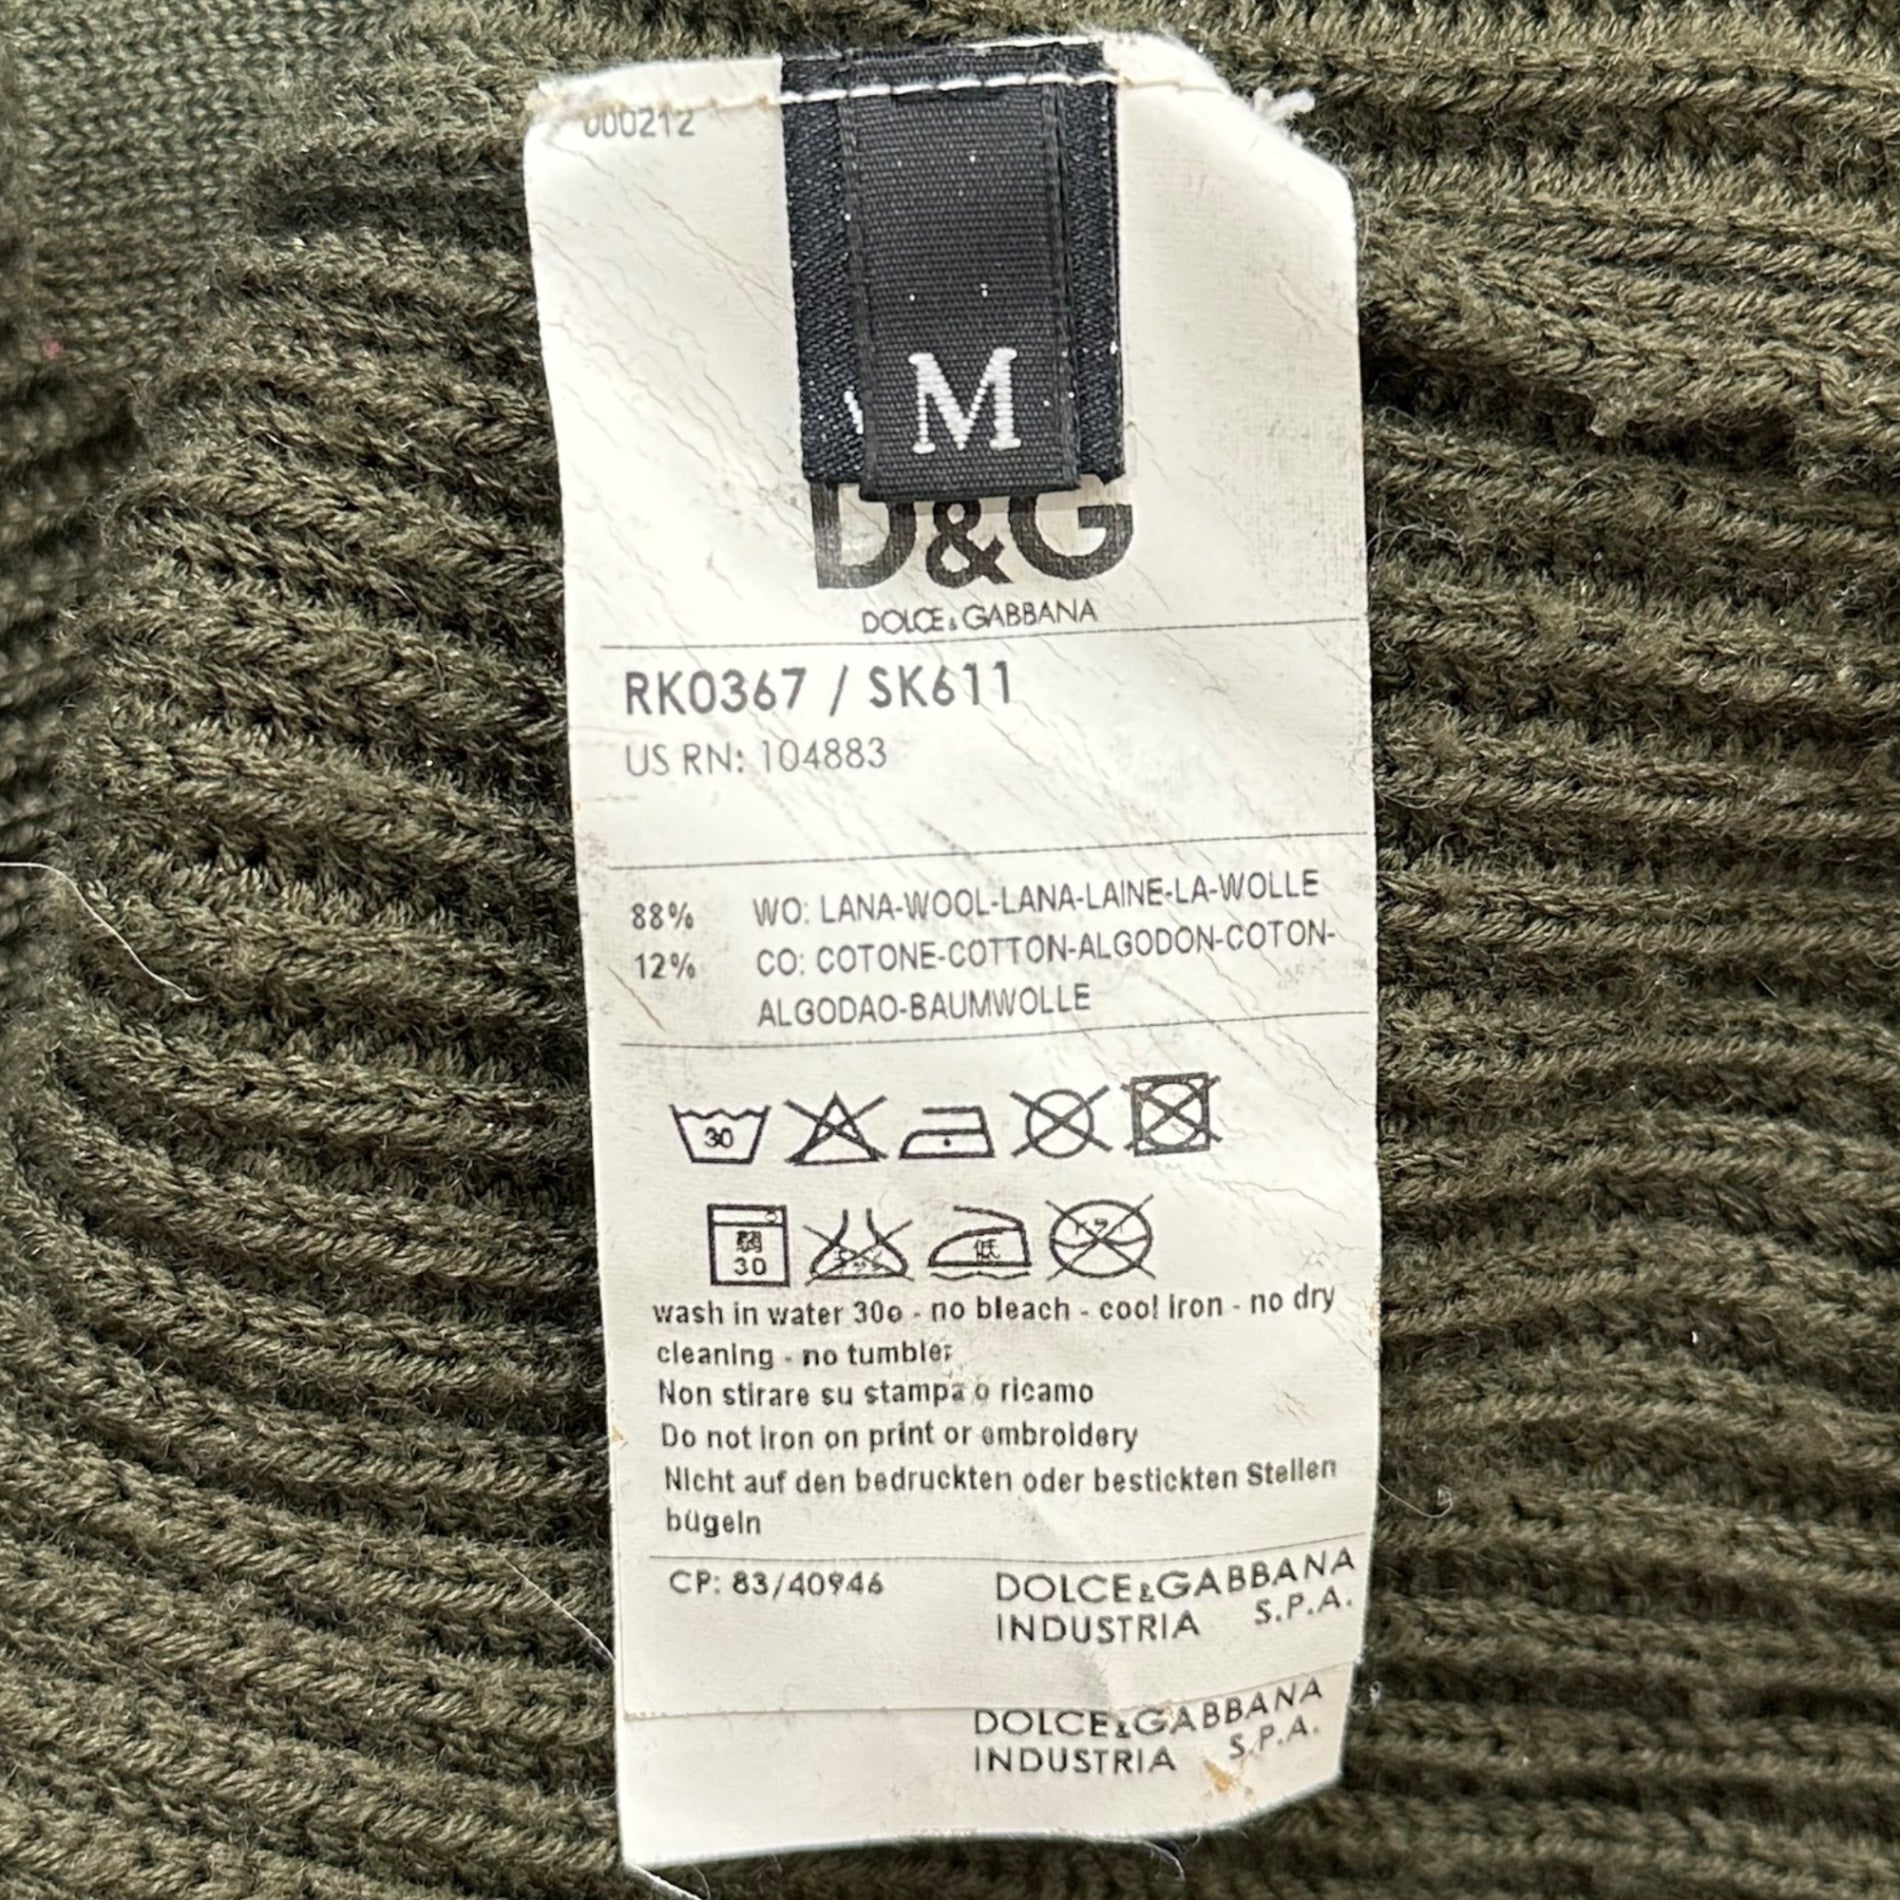 000212
M
D&G
DOLCE&GABBANA
RK0367 / SK611
US RN: 104883
88% WO: LANA-WOOL-LANA-LAINE-LA-WOLLE
12% CO: COTONE-COTTON-ALGODON-COTON-
ALGODAO-BAUMWOLLE
30
弱
30
低
wash in water 30o - no bleach - cool iron - no dry
cleaning - no tumbler
Non stirare su stampa o ricamo
Do not iron on print or embroidery
Nicht auf den bedruckten oder bestickten Stellen
bügeln
CP: 83/40946
DOLCE&GABBANA
INDUSTRIA S.P.A.
DOLCE&GABBANA
INDUSTRIA S.P.A.